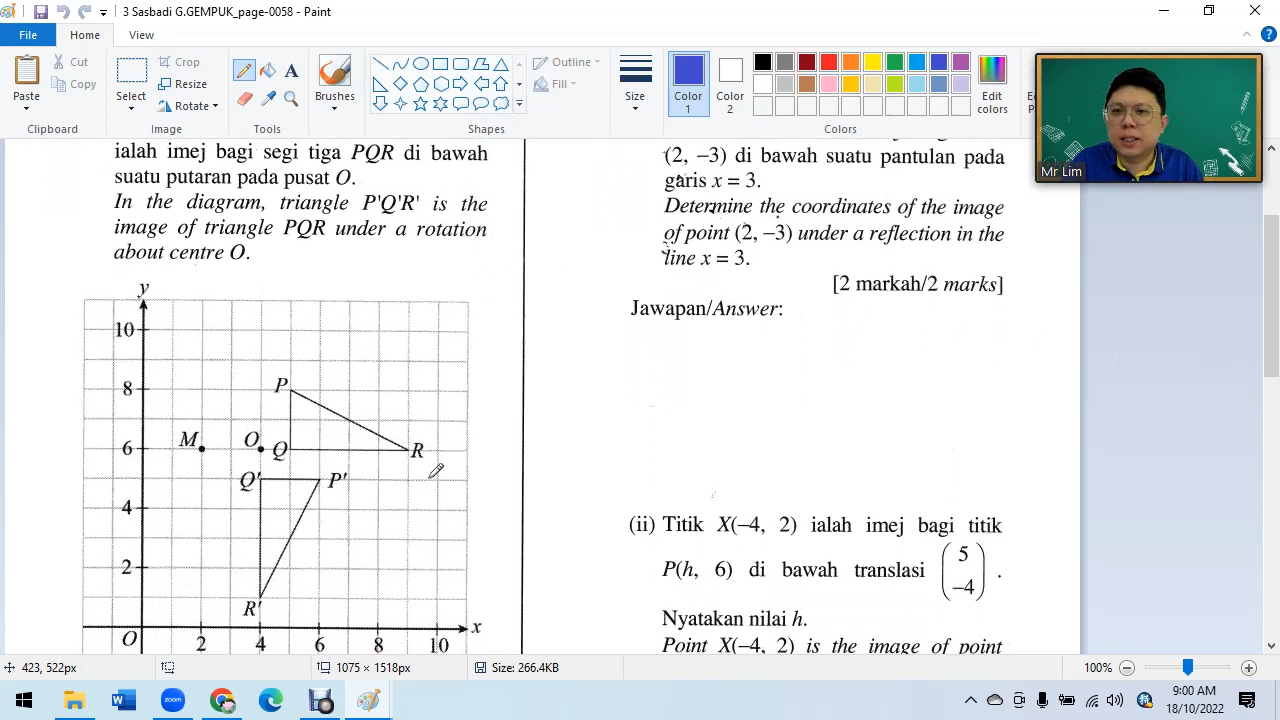 3 Sasbadi G.GEMPUK_page-0058 - Paint
File Home View
Paste
Cut
Copy
Clipboard
Select
Crop
Resize
Rotate
Image
A
Tools
Brushes
Shapes
Outline
Fill
Size
Color 1
Color 2
Colors
Edit colors
Mr Lim
ialah imej bagi segi tiga PQR di bawah
suatu putaran pada pusat O.
In the diagram, triangle P'Q'R' is the
image of triangle PQR under a rotation
about centre O.
y
10
8
6
4
2
O
2 4 6 8 10
x
P
M
O
Q
R
Q'
P'
R'
(2, –3) di bawah suatu pantulan pada
garis x = 3.
Determine the coordinates of the image
of point (2, –3) under a reflection in the
line x = 3.
[2 markah/2 marks]
Jawapan/Answer:
(ii) Titik X(–4, 2) ialah imej bagi titik
P(h, 6) di bawah translasi (5 –4).
Nyatakan nilai h.
Point X(–4, 2) is the image of point
423, 522px
1075 × 1518px
Size: 266.4KB
100%
zoom
9:00 AM
18/10/2022